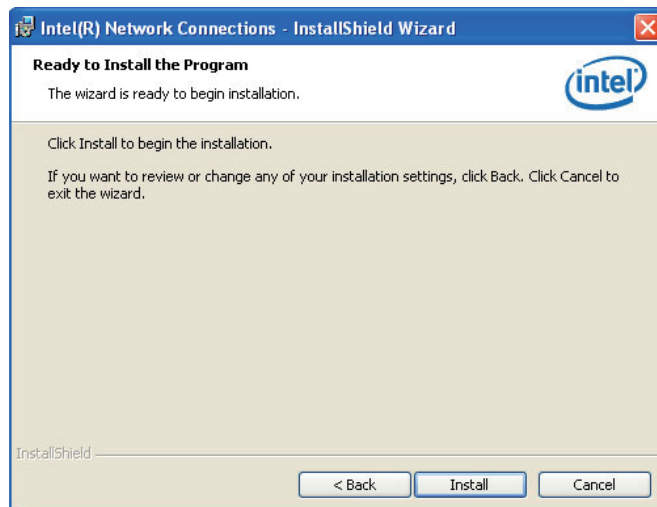 Intel(R) Network Connections - InstallShield Wizard
Ready to Install the Program
The wizard is ready to begin installation.
intel
Click Install to begin the installation.
If you want to review or change any of your installation settings, click Back. Click Cancel to
exit the wizard.
InstallShield
< Back
Install
Cancel